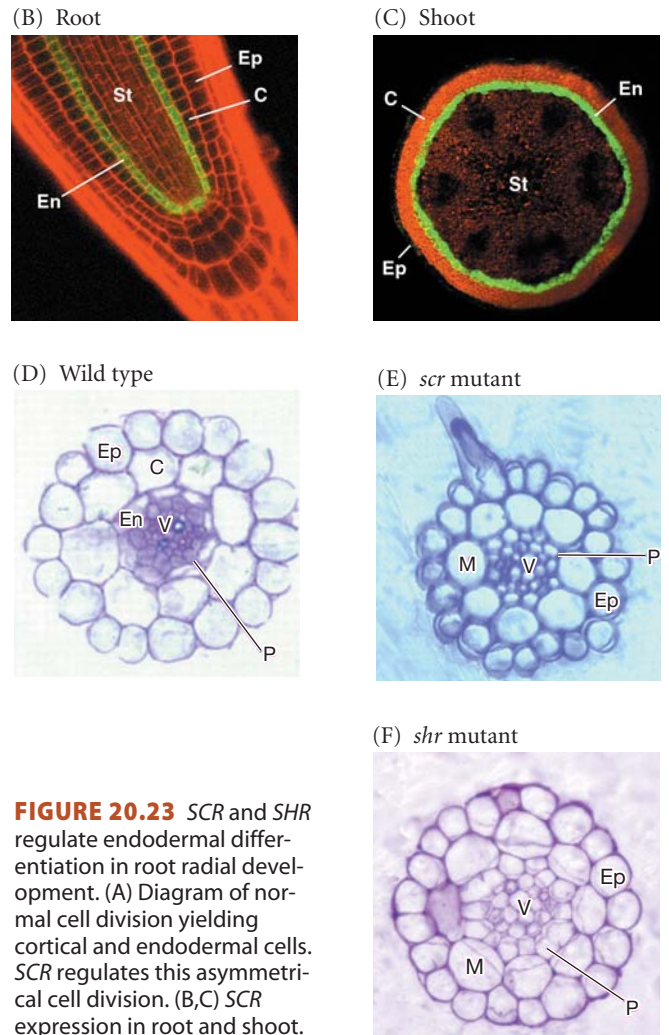 (B) Root
Ep
St
C
En
(C) Shoot
C
En
St
Ep
(D) Wild type
Ep
C
En
V
P
(E) scr mutant
M
V
P
Ep
(F) shr mutant
Ep
V
M
P
FIGURE 20.23 SCR and SHR
regulate endodermal differ-
entiation in root radial devel-
opment. (A) Diagram of nor-
mal cell division yielding
cortical and endodermal cells.
SCR regulates this asymmetri-
cal cell division. (B,C) SCR
expression in root and shoot.